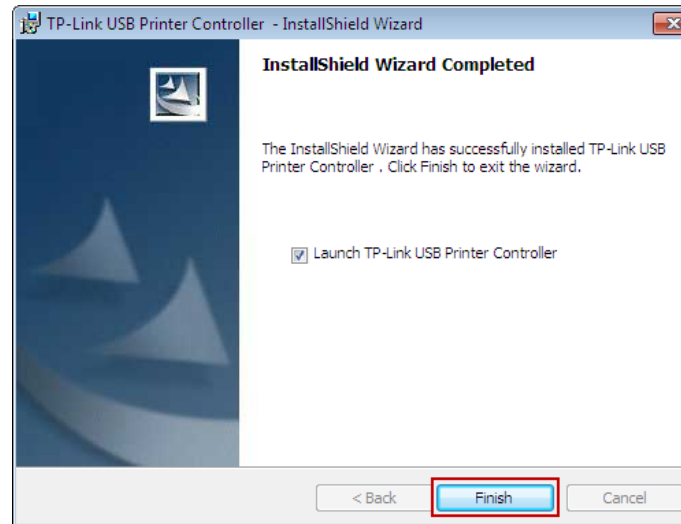 TP-Link USB Printer Controller - InstallShield Wizard
InstallShield Wizard Completed
The InstallShield Wizard has successfully installed TP-Link USB
Printer Controller . Click Finish to exit the wizard.
Launch TP-Link USB Printer Controller
< Back Finish Cancel